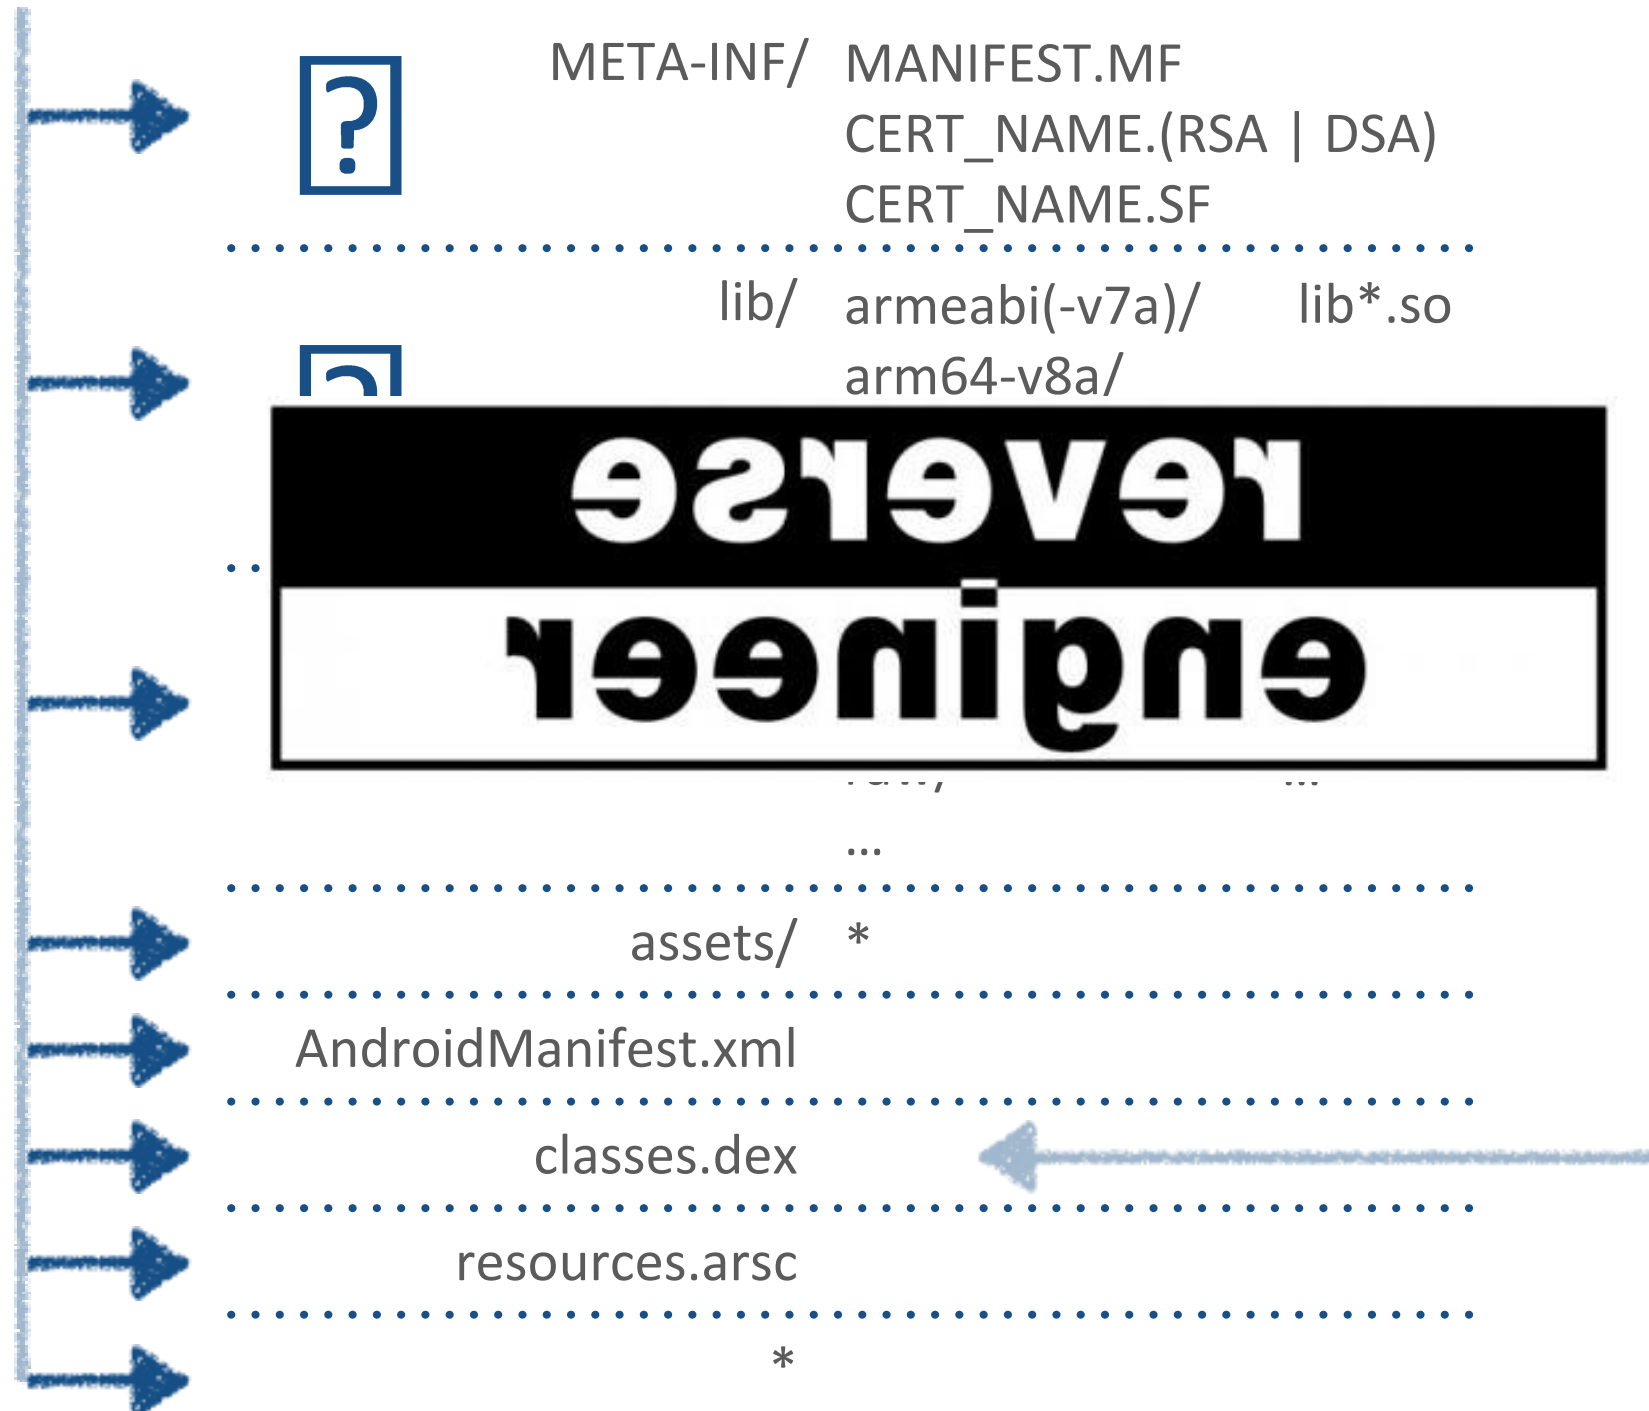 META-INF/ MANIFEST.MF
CERT_NAME.(RSA | DSA)
CERT_NAME.SF
lib/ armeabi(-v7a)/ lib*.so
arm64-v8a/
reverse
engineer
...
...
assets/ *
AndroidManifest.xml
classes.dex
resources.arsc
*